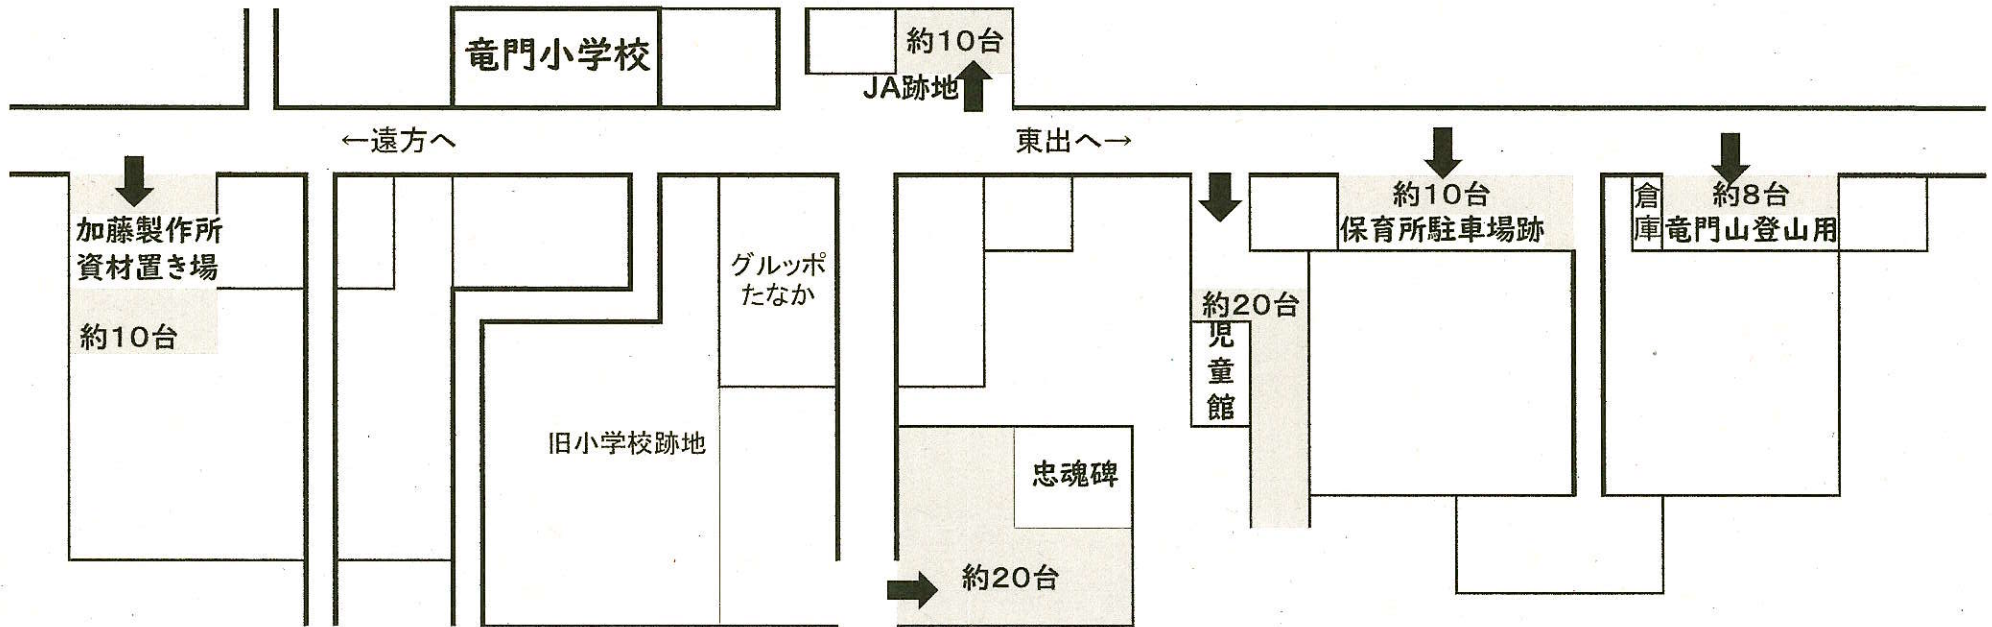 竜門小学校
約10台
JA跡地
←遠方へ
東出へ→
加藤製作所
資材置き場
約10台
グルッポ
たなか
旧小学校跡地
忠魂碑
約20台
約20台
児
童
館
約10台
保育所駐車場跡
倉
庫
約8台
竜門山登山用